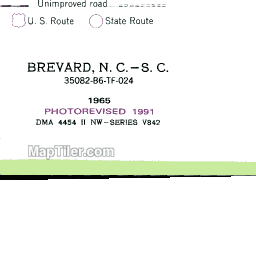 Unimproved road
U. S. Route State Route
BREVARD, N. C.–S. C.
35082-B6-TF-024
1965
PHOTOREVISED 1991
DMA 4454 II NW–SERIES V842
MapTiler.com